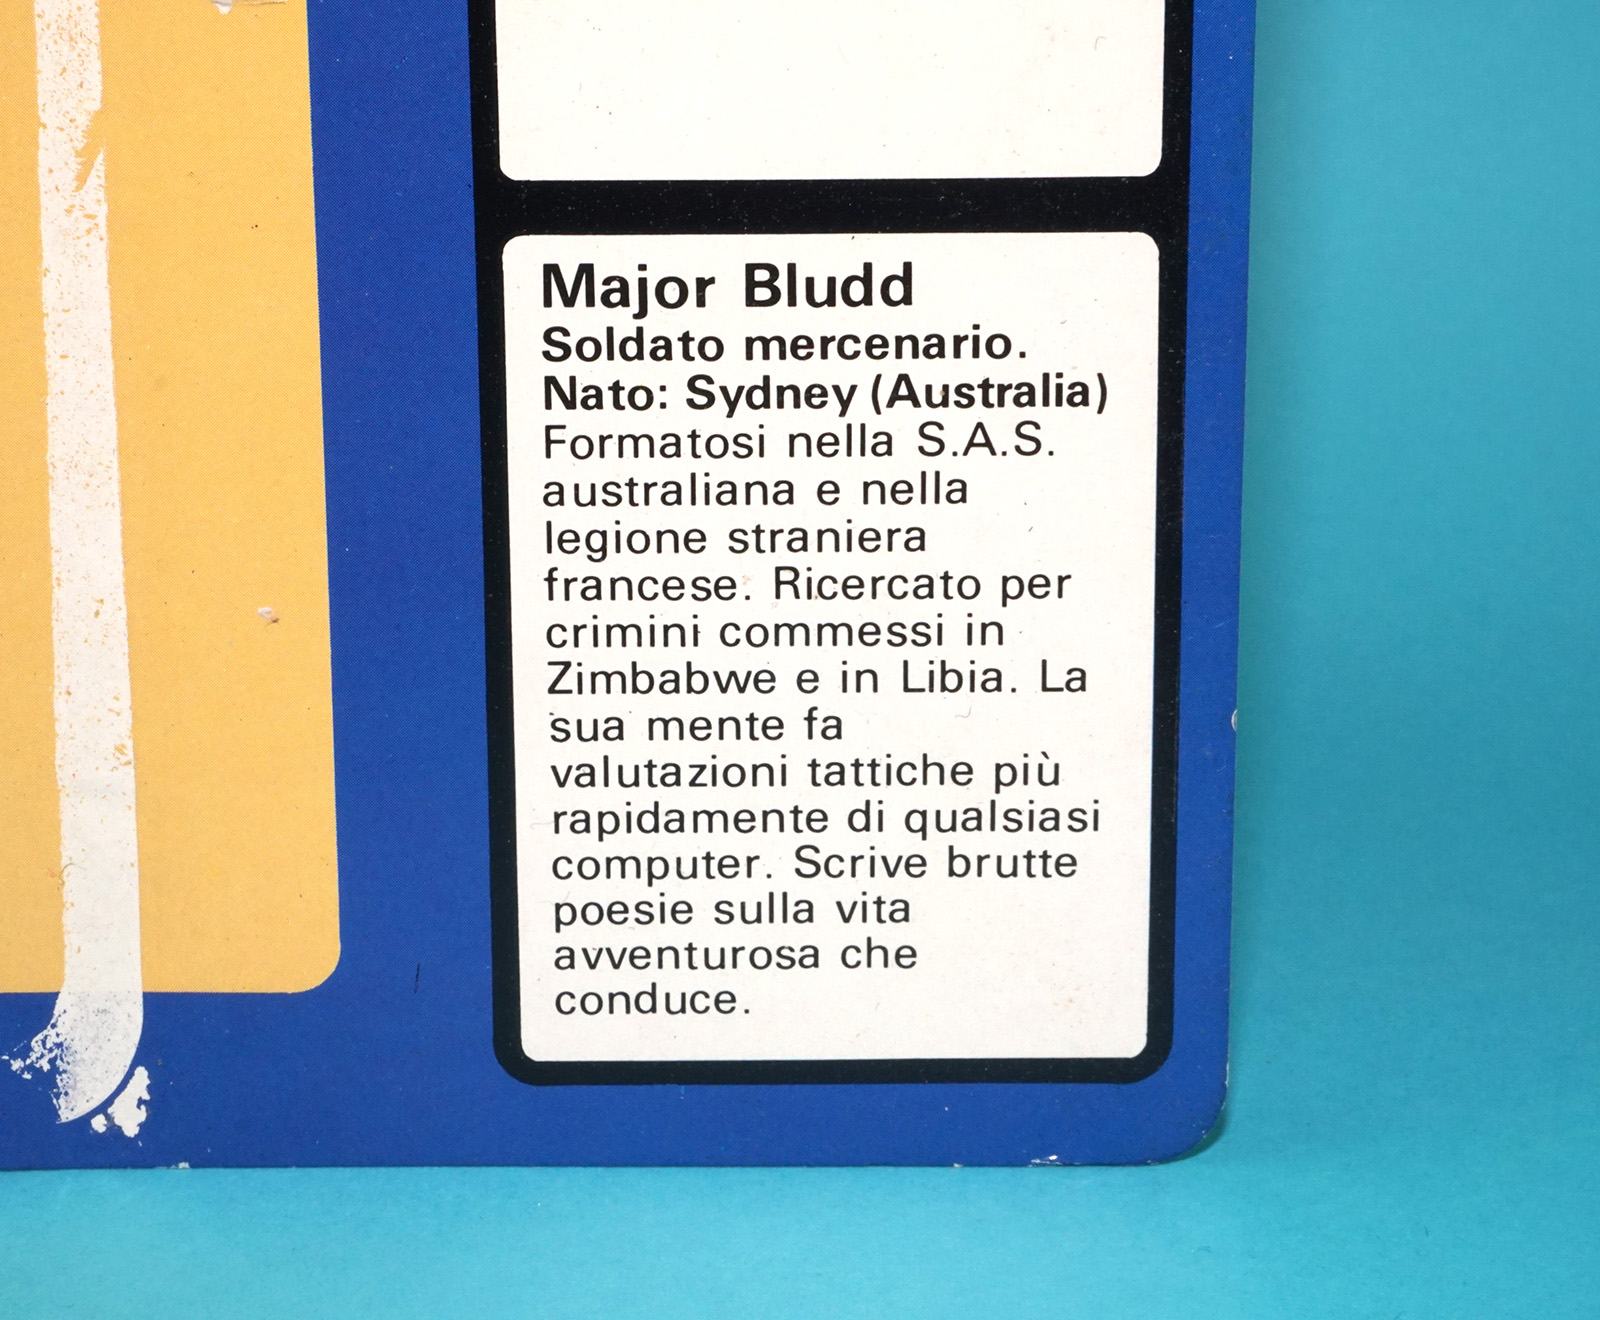 Major Bludd
Soldato mercenario.
Nato: Sydney (Australia)
Formatosi nella S.A.S.
australiana e nella
legione straniera
francese. Ricercato per
crimini commessi in
Zimbabwe e in Libia. La
sua mente fa
valutazioni tattiche più
rapidamente di qualsiasi
computer. Scrive brutte
poesie sulla vita
avventurosa che
conduce.